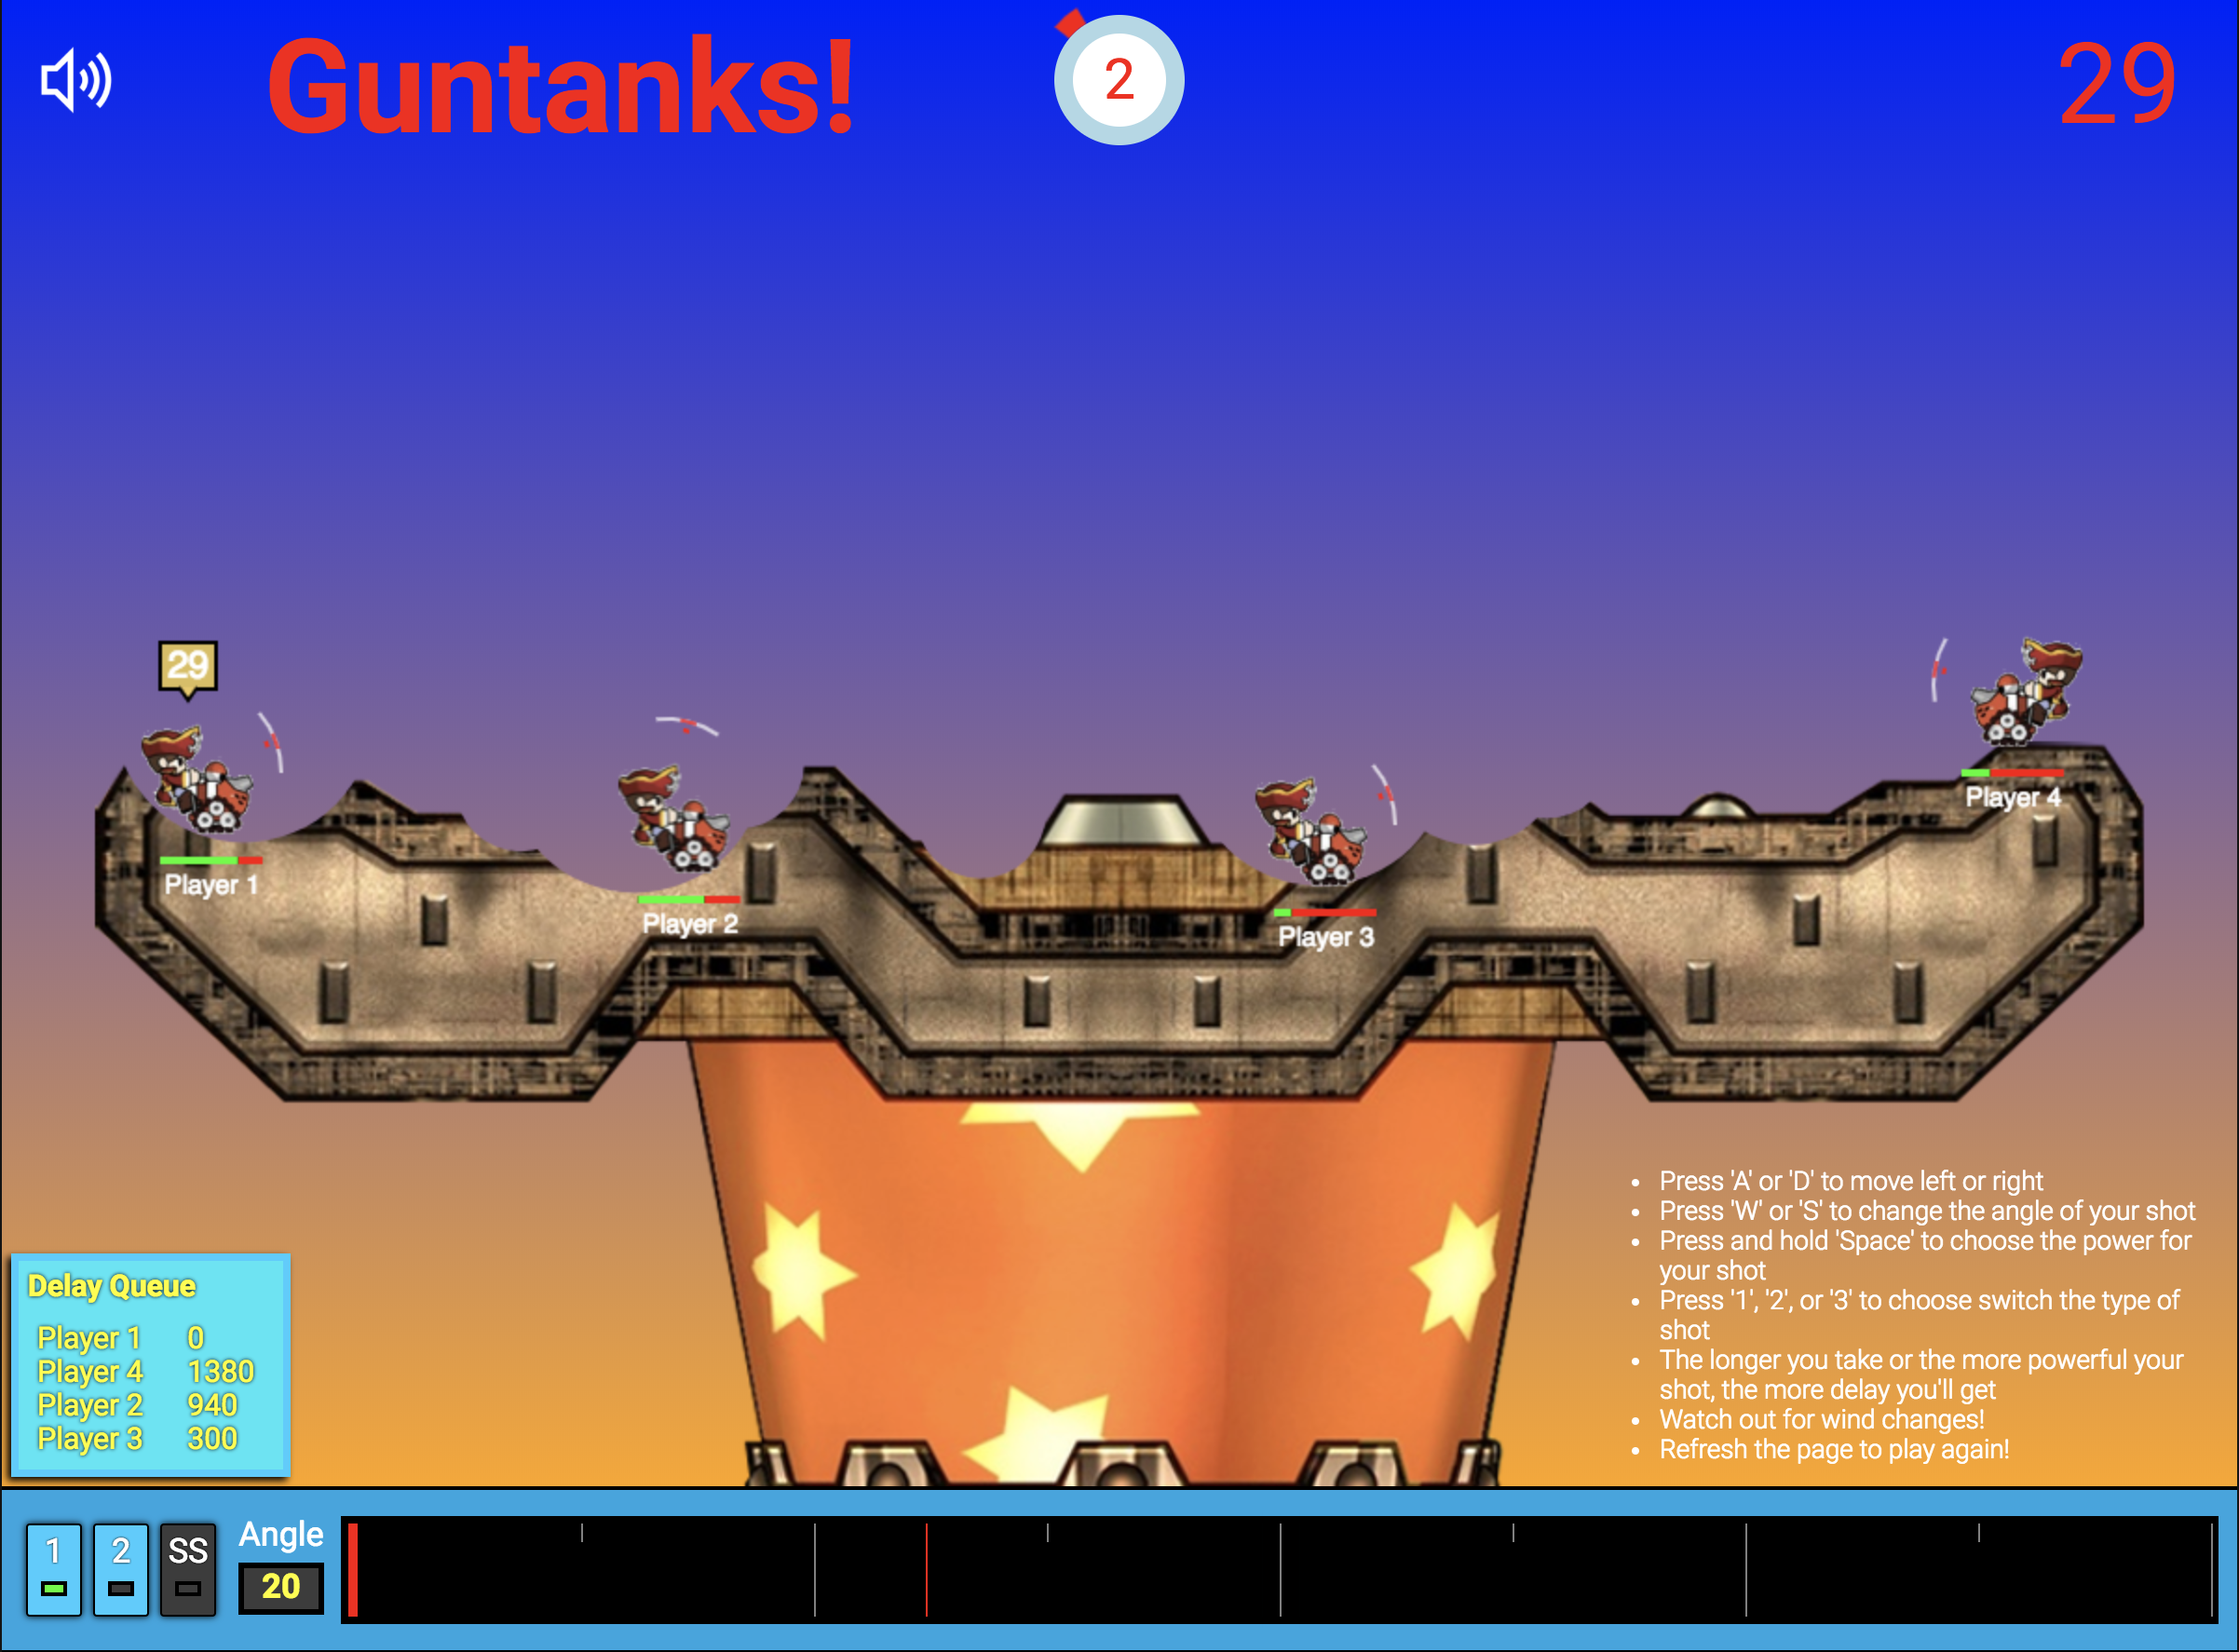 Guntanks!
2
29
29
Player 1
Player 2
Player 3
Player 4
Press 'A' or 'D' to move left or right
Press 'W' or 'S' to change the angle of your shot
Press and hold 'Space' to choose the power for
your shot
Press '1', '2', or '3' to choose switch the type of
shot
The longer you take or the more powerful your
shot, the more delay you'll get
Watch out for wind changes!
Refresh the page to play again!
Delay Queue
Player 1 0
Player 4 1380
Player 2 940
Player 3 300
1 2 SS
Angle
20